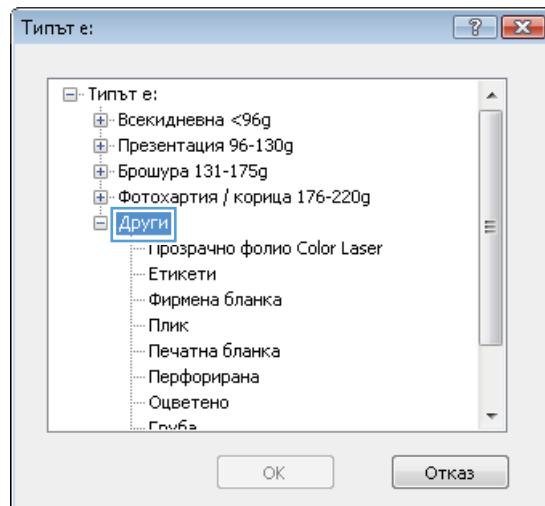 Типът е:
Типът е:
Всекидневна <96g
Презентация 96-130g
Брошура 131-175g
Фотохартия / корица 176-220g
Други
Прозрачно фолио Color Laser
Етикети
Фирмена бланка
Плик
Печатна бланка
Перфорирана
Оцветено
Груба
OK
Отказ